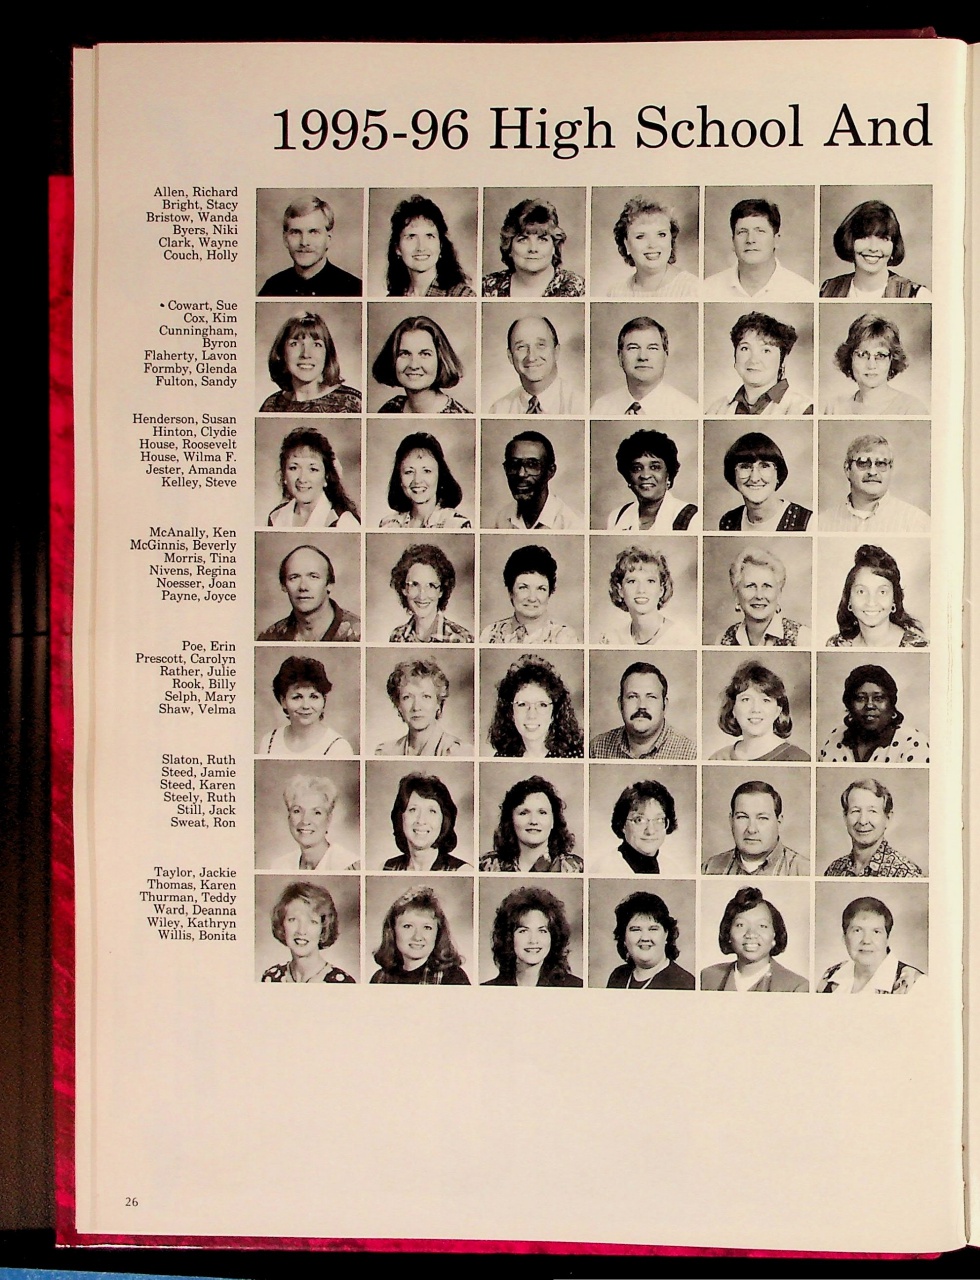 1995-96 High School And
Allen, Richard
Bright, Stacy
Bristow, Wanda
Byers, Niki
Clark, Wayne
Couch, Holly
Cowart, Sue
Cox, Kim
Cunningham,
Byron
Flaherty, Lavon
Formby, Glenda
Fulton, Sandy
Henderson, Susan
Hinton, Clydie
House, Roosevelt
House, Wilma F.
Jester, Amanda
Kelley, Steve
McAnally, Ken
McGinnis, Beverly
Morris, Tina
Nivens, Regina
Noesser, Joan
Payne, Joyce
Poe, Erin
Prescott, Carolyn
Rather, Julie
Rook, Billy
Selph, Mary
Shaw, Velma
Slaton, Ruth
Steed, Jamie
Steed, Karen
Steely, Ruth
Still, Jack
Sweat, Ron
Taylor, Jackie
Thomas, Karen
Thurman, Teddy
Ward, Deanna
Wiley, Kathryn
Willis, Bonita
26